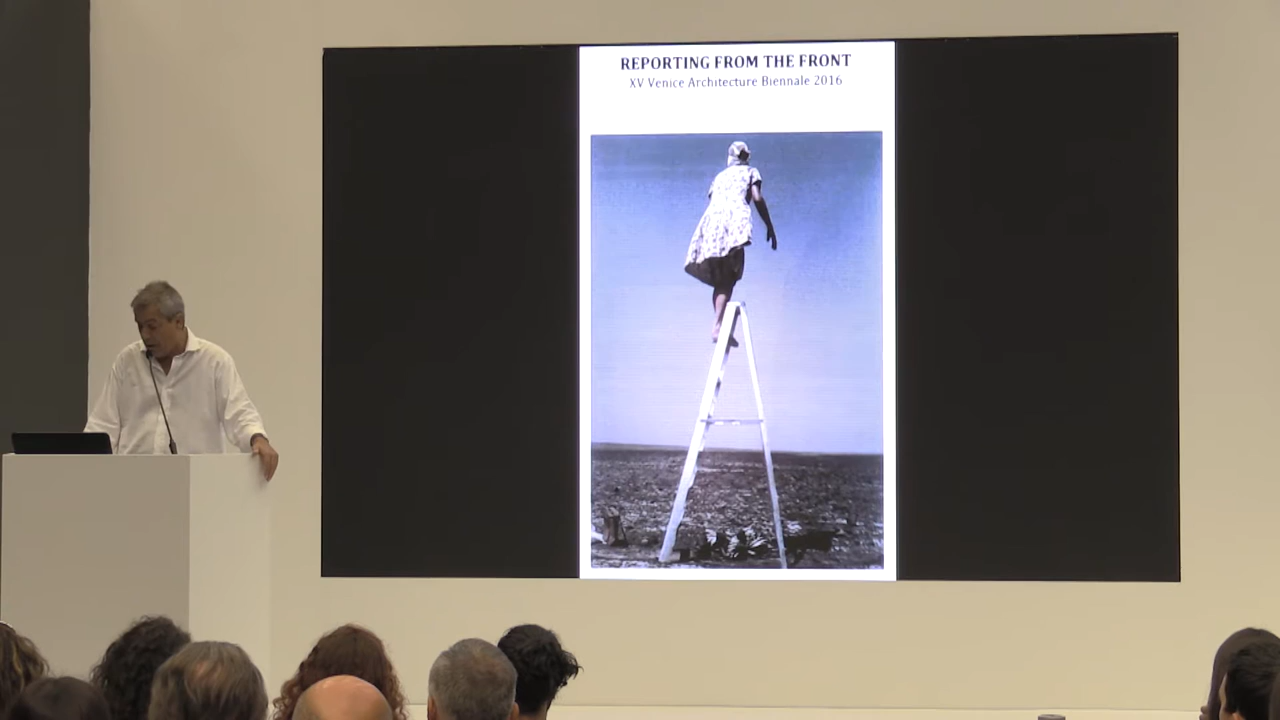 REPORTING FROM THE FRONT
XV Venice Architecture Biennale 2016